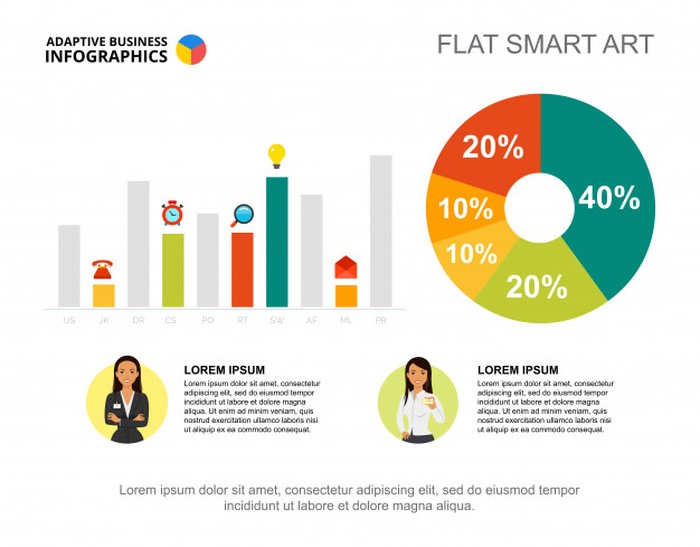 ADAPTIVE BUSINESS
INFOGRAPHICS
FLAT SMART ART
20%
40%
10%
10%
20%
US JK DR CS PO RT SW AF ML PR
LOREM IPSUM
Lorem ipsum dolor sit amet, consectetur
adipiscing elit, sed do eiusmod tempor
incididunt ut labore et dolore magna
aliqua. Ut enim ad minim veniam, quis
nostrud exercitation ullamco laboris nisi
ut aliquip ex ea commodo consequat.
LOREM IPSUM
Lorem ipsum dolor sit amet, consectetur
adipiscing elit, sed do eiusmod tempor
incididunt ut labore et dolore magna
aliqua. Ut enim ad minim veniam, quis
nostrud exercitation ullamco laboris nisi
ut aliquip ex ea commodo consequat.
Lorem ipsum dolor sit amet, consectetur adipiscing elit, sed do eiusmod tempor
incididunt ut labore et dolore magna aliqua.